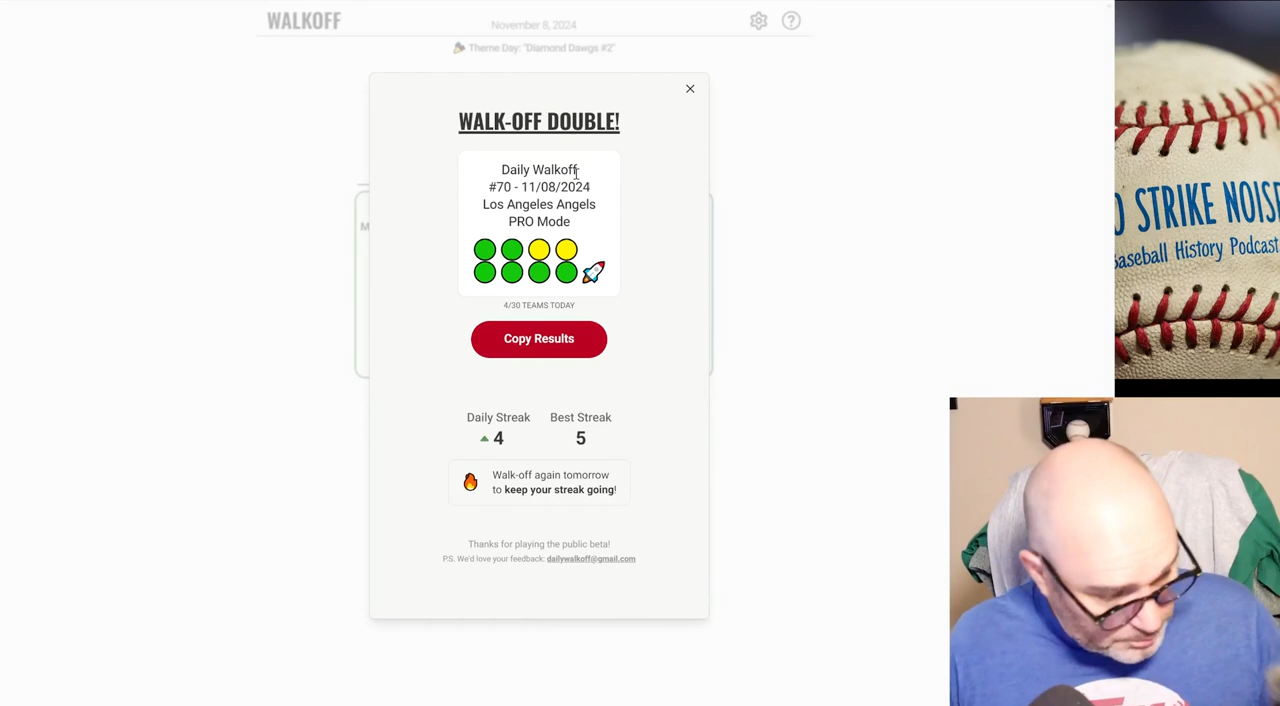 WALKOFF
November 8, 2024
Theme Day: "Diamond Dawgs #2"
WALK-OFF DOUBLE!
Daily Walkoff
#70 - 11/08/2024
Los Angeles Angels
PRO Mode
4/30 TEAMS TODAY
Copy Results
Daily Streak
4
Best Streak
5
Walk-off again tomorrow
to keep your streak going!
Thanks for playing the public beta!
P.S. We'd love your feedback: dailywalkoff@gmail.com
STRIKE NOISE
Baseball History Podcast